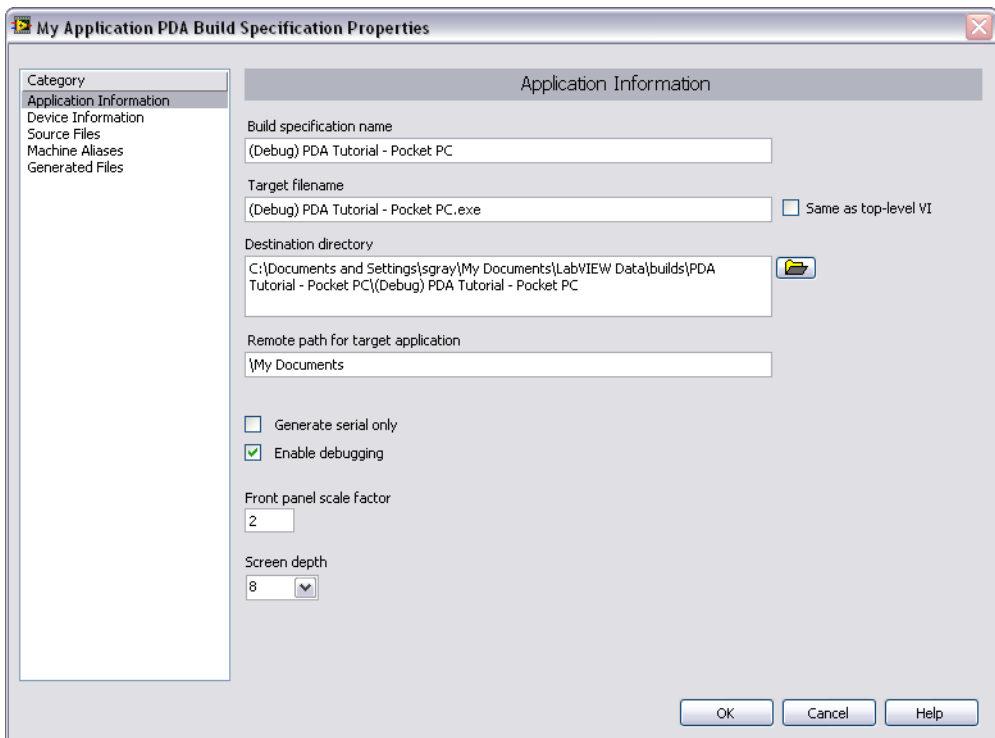 My Application PDA Build Specification Properties
Category
Application Information
Device Information
Source Files
Machine Aliases
Generated Files
Application Information
Build specification name
(Debug) PDA Tutorial - Pocket PC
Target filename
(Debug) PDA Tutorial - Pocket PC.exe
Same as top-level VI
Destination directory
C:\Documents and Settings\sgray\My Documents\LabVIEW Data\builds\PDA
Tutorial - Pocket PC\(Debug) PDA Tutorial - Pocket PC
Remote path for target application
\My Documents
Generate serial only
Enable debugging
Front panel scale factor
2
Screen depth
8
OK Cancel Help